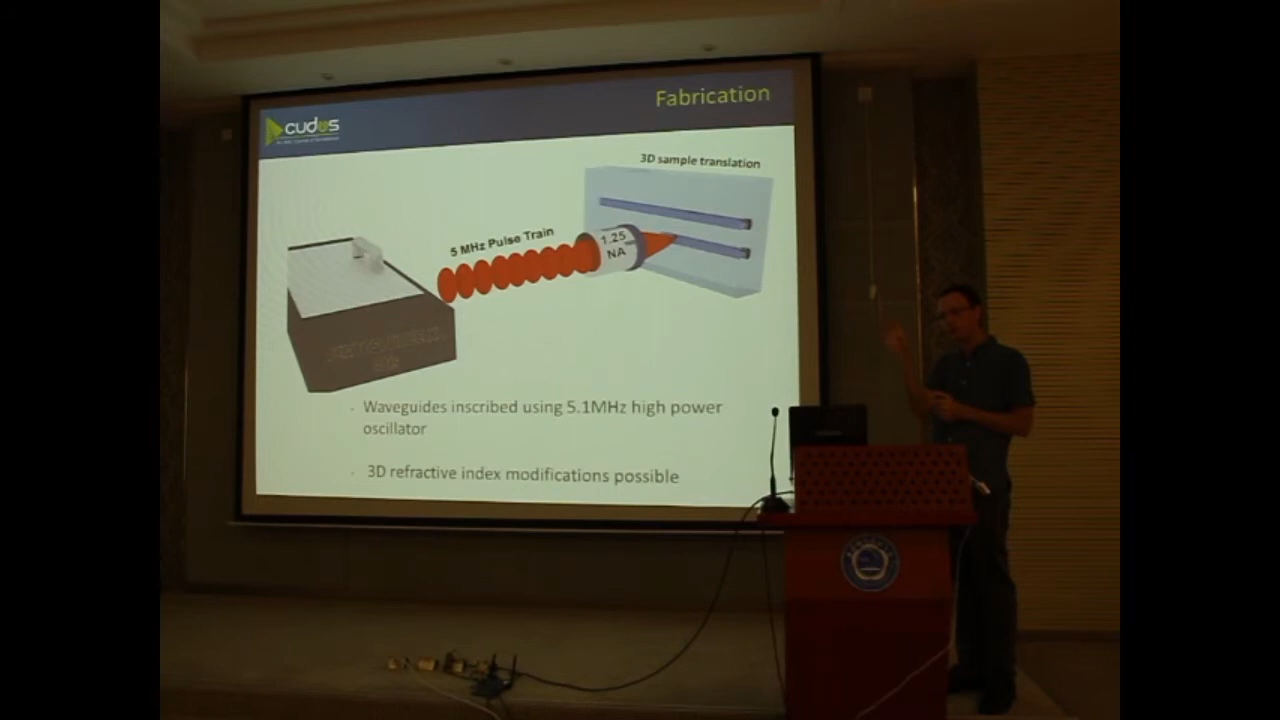 Fabrication
cudos
3D sample translation
5 MHz Pulse Train
1.25
NA
Waveguides inscribed using 5.1MHz high power
oscillator
3D refractive index modifications possible